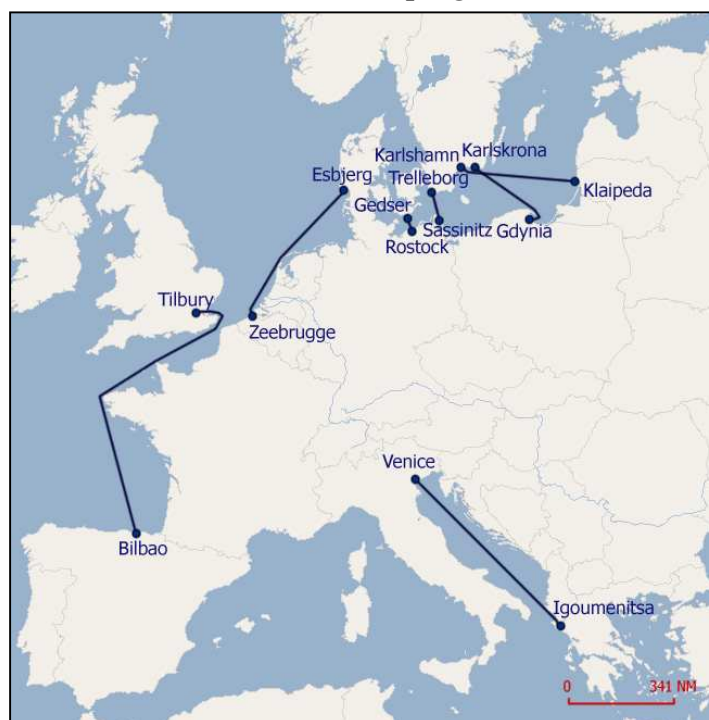 Karlshamn Karlskrona
Esbjerg Trelleborg
Klaipeda
Gedser
Sassinitz Gdynia
Rostock
Tilbury
Zeebrugge
Venice
Bilbao
Igoumenitsa
0 341 NM